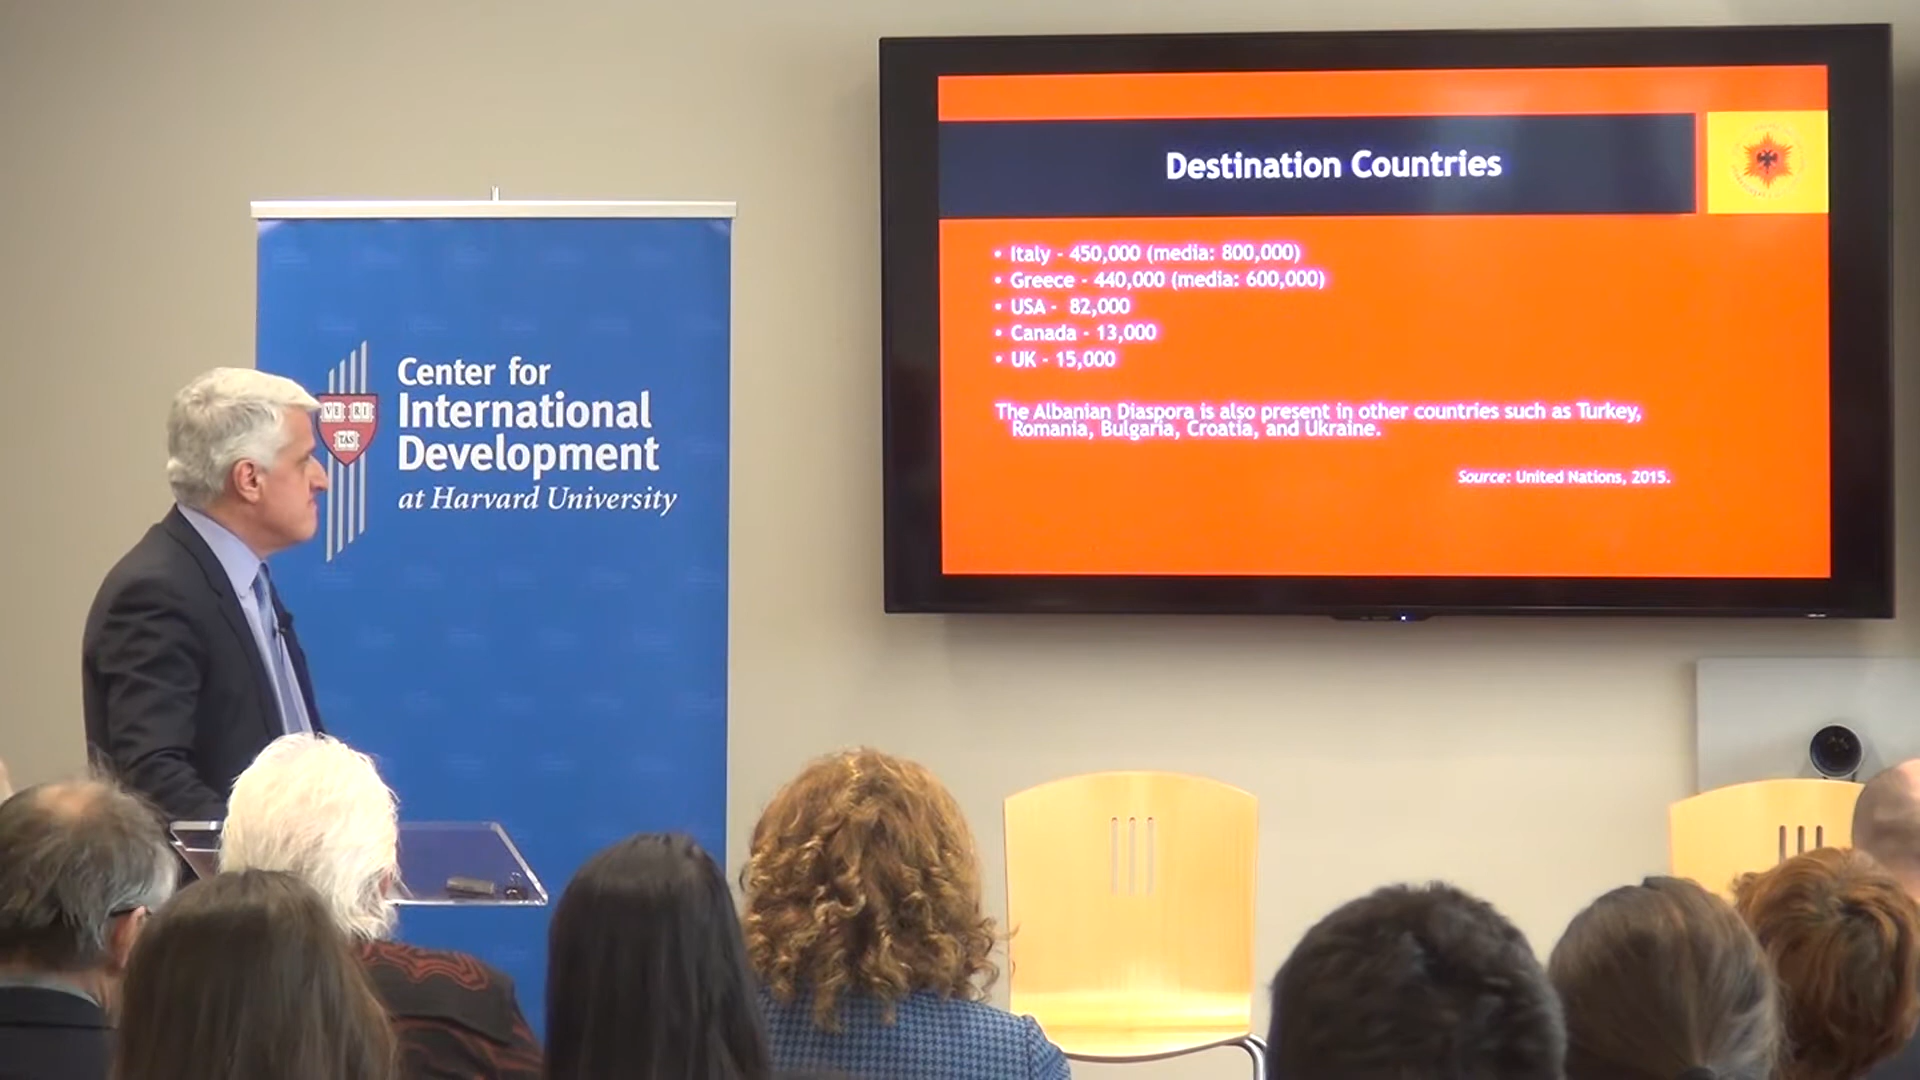 Center for
International
Development
at Harvard University
VE RI
TAS
Destination Countries
• Italy - 450,000 (media: 800,000)
• Greece - 440,000 (media: 600,000)
• USA - 82,000
• Canada - 13,000
• UK - 15,000
The Albanian Diaspora is also present in other countries such as Turkey,
Romania, Bulgaria, Croatia, and Ukraine.
Source: United Nations, 2015.